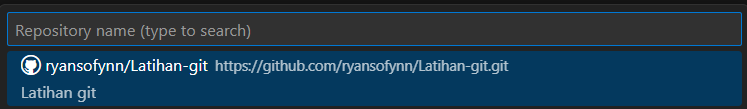 Repository name (type to search)
ryansofynn/Latihan-git https://github.com/ryansofynn/Latihan-git.git
Latihan git